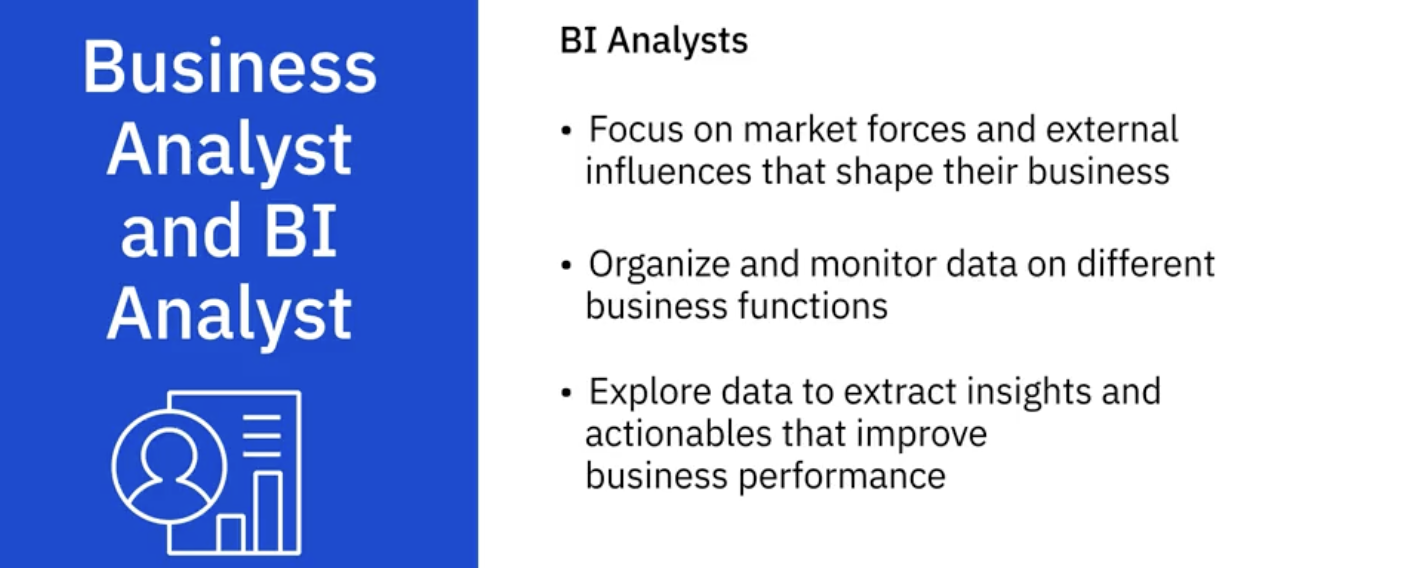 Business
Analyst
and BI
Analyst
BI Analysts
• Focus on market forces and external
influences that shape their business
• Organize and monitor data on different
business functions
• Explore data to extract insights and
actionables that improve
business performance